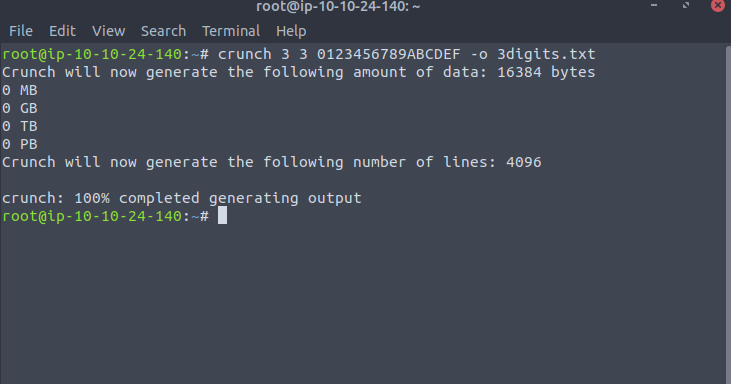 root@ip-10-10-24-140: ~
File Edit View Search Terminal Help
root@ip-10-10-24-140:~# crunch 3 3 0123456789ABCDEF -o 3digits.txt
Crunch will now generate the following amount of data: 16384 bytes
0 MB
0 GB
0 TB
0 PB
Crunch will now generate the following number of lines: 4096
crunch: 100% completed generating output
root@ip-10-10-24-140:~#